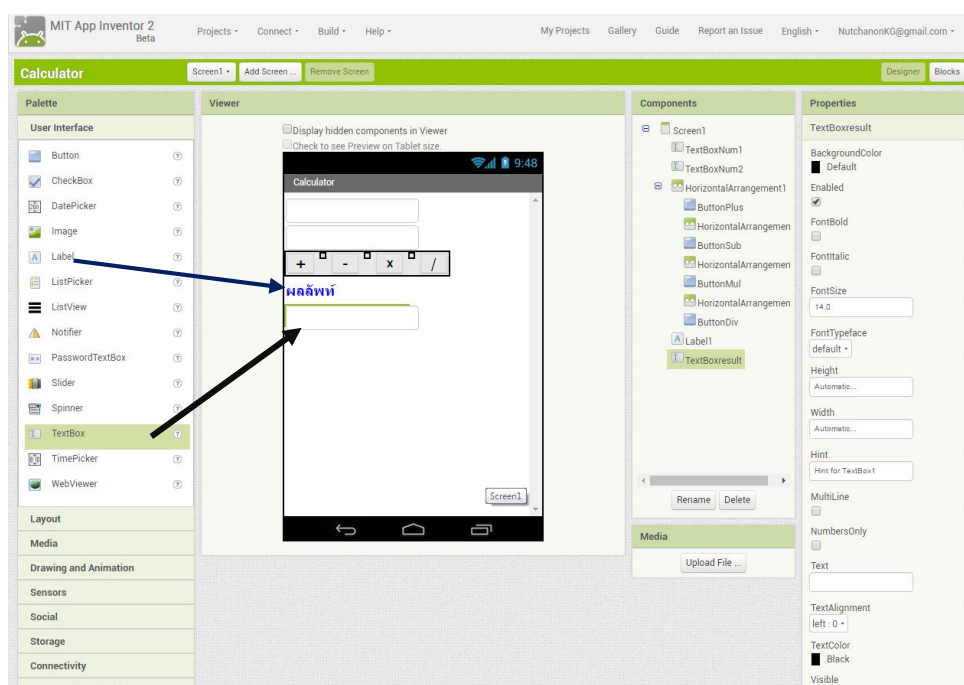 MIT App Inventor 2
Beta
Projects
Connect
Build
Help
My Projects
Gallery
Guide
Report an Issue
English
NutchanonKG@gmail.com
Calculator
Screen1
Add Screen ...
Remove Screen
Designer
Blocks
Palette
User Interface
Button
CheckBox
DatePicker
Image
Label
ListPicker
ListView
Notifier
PasswordTextBox
Slider
Spinner
TextBox
TimePicker
WebViewer
Layout
Media
Drawing and Animation
Sensors
Social
Storage
Connectivity
Viewer
Display hidden components in Viewer
Check to see Preview on Tablet size.
9:48
Calculator
+ - x /
ผลลัพท์
Screen1
Components
Screen1
TextBoxNum1
TextBoxNum2
HorizontalArrangement1
ButtonPlus
HorizontalArrangemen
ButtonSub
HorizontalArrangemen
ButtonMul
HorizontalArrangemen
ButtonDiv
Label1
TextBoxresult
Rename
Delete
Media
Upload File ...
Properties
TextBoxresult
BackgroundColor
Default
Enabled
FontBold
FontItalic
FontSize
14.0
FontTypeface
default
Height
Automatic...
Width
Automatic...
Hint
Hint for TextBox1
MultiLine
NumbersOnly
Text
TextAlignment
left : 0
TextColor
Black
Visible